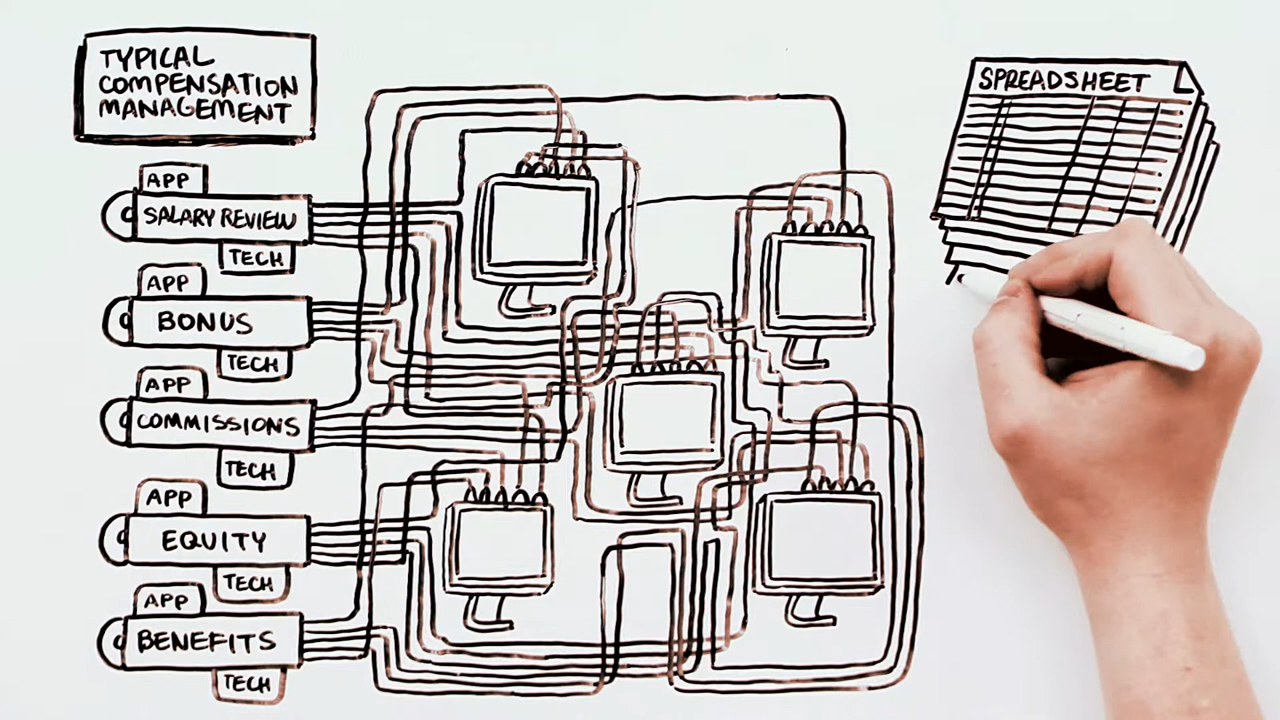 TYPICAL
COMPENSATION
MANAGEMENT
SPREADSHEET
APP
SALARY REVIEW
TECH
APP
BONUS
TECH
APP
COMMISSIONS
TECH
APP
EQUITY
TECH
APP
BENEFITS
TECH